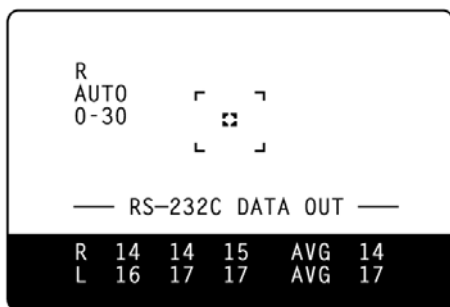 R
AUTO
0-30
RS-232C DATA OUT
R 14 14 15 AVG 14
L 16 17 17 AVG 17